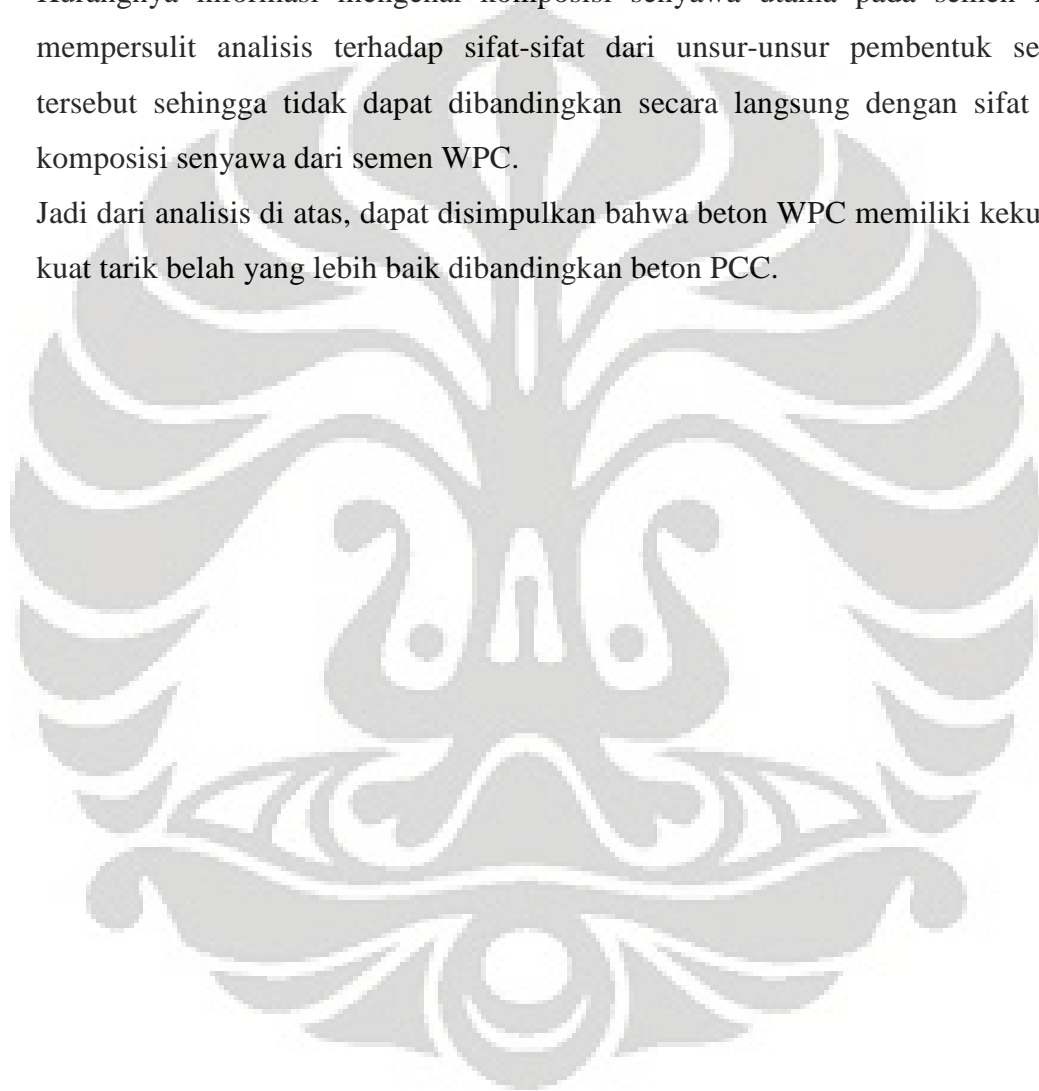 mempersulit analisis terhadap sifat-sifat dari unsur-unsur pembentuk
tersebut sehingga tidak dapat dibandingkan secara langsung dengan sifat
komposisi senyawa dari semen WPC.
Jadi dari analisis di atas, dapat disimpulkan bahwa beton WPC memiliki
kuat tarik belah yang lebih baik dibandingkan beton PCC.